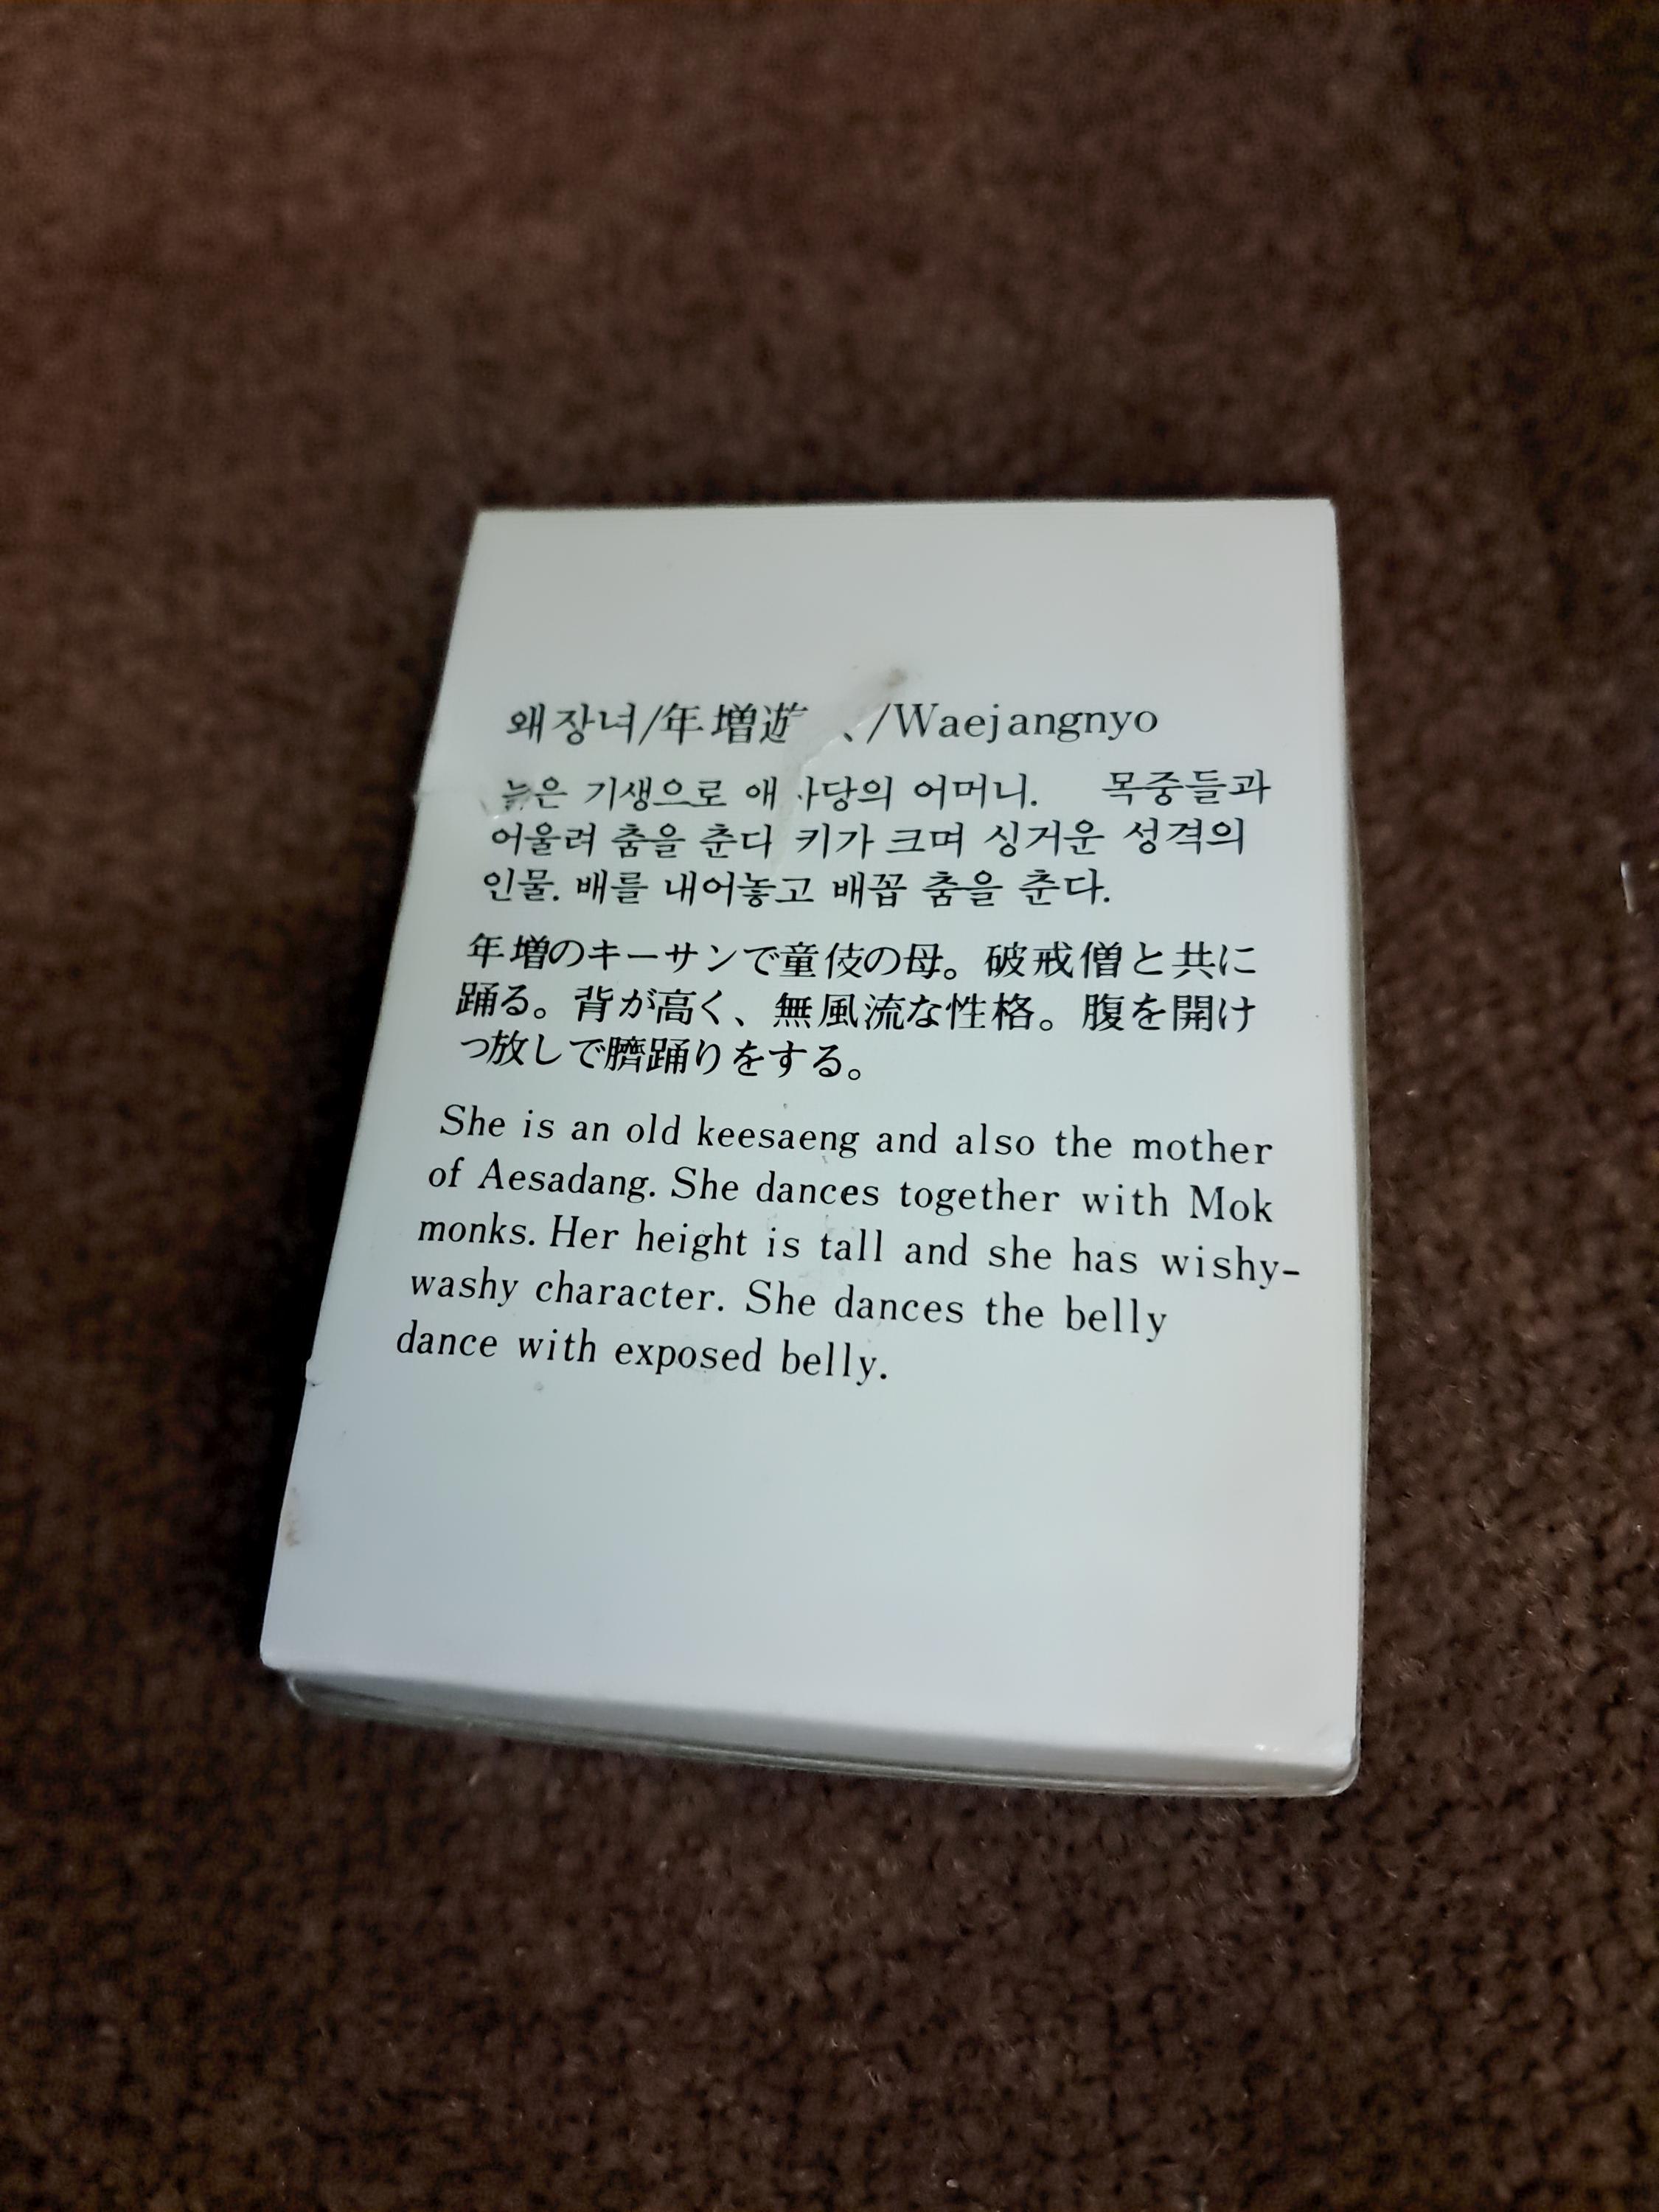 왜장녀/年増遊 /Waejangnyo
늙은 기생으로 애 당의 어머니. 목중들과
어울려 춤을 춘다 키가 크며 싱거운 성격의
인물. 배를 내어놓고 배꼽 춤을 춘다.
年増のキーサンで童伎の母。破戒僧と共に
踊る。背が高く、無風流な性格。腹を開け
っ放しで臍踊りをする。
She is an old keesaeng and also the mother
of Aesadang. She dances together with Mok
monks. Her height is tall and she has wishy-
washy character. She dances the belly
dance with exposed belly.